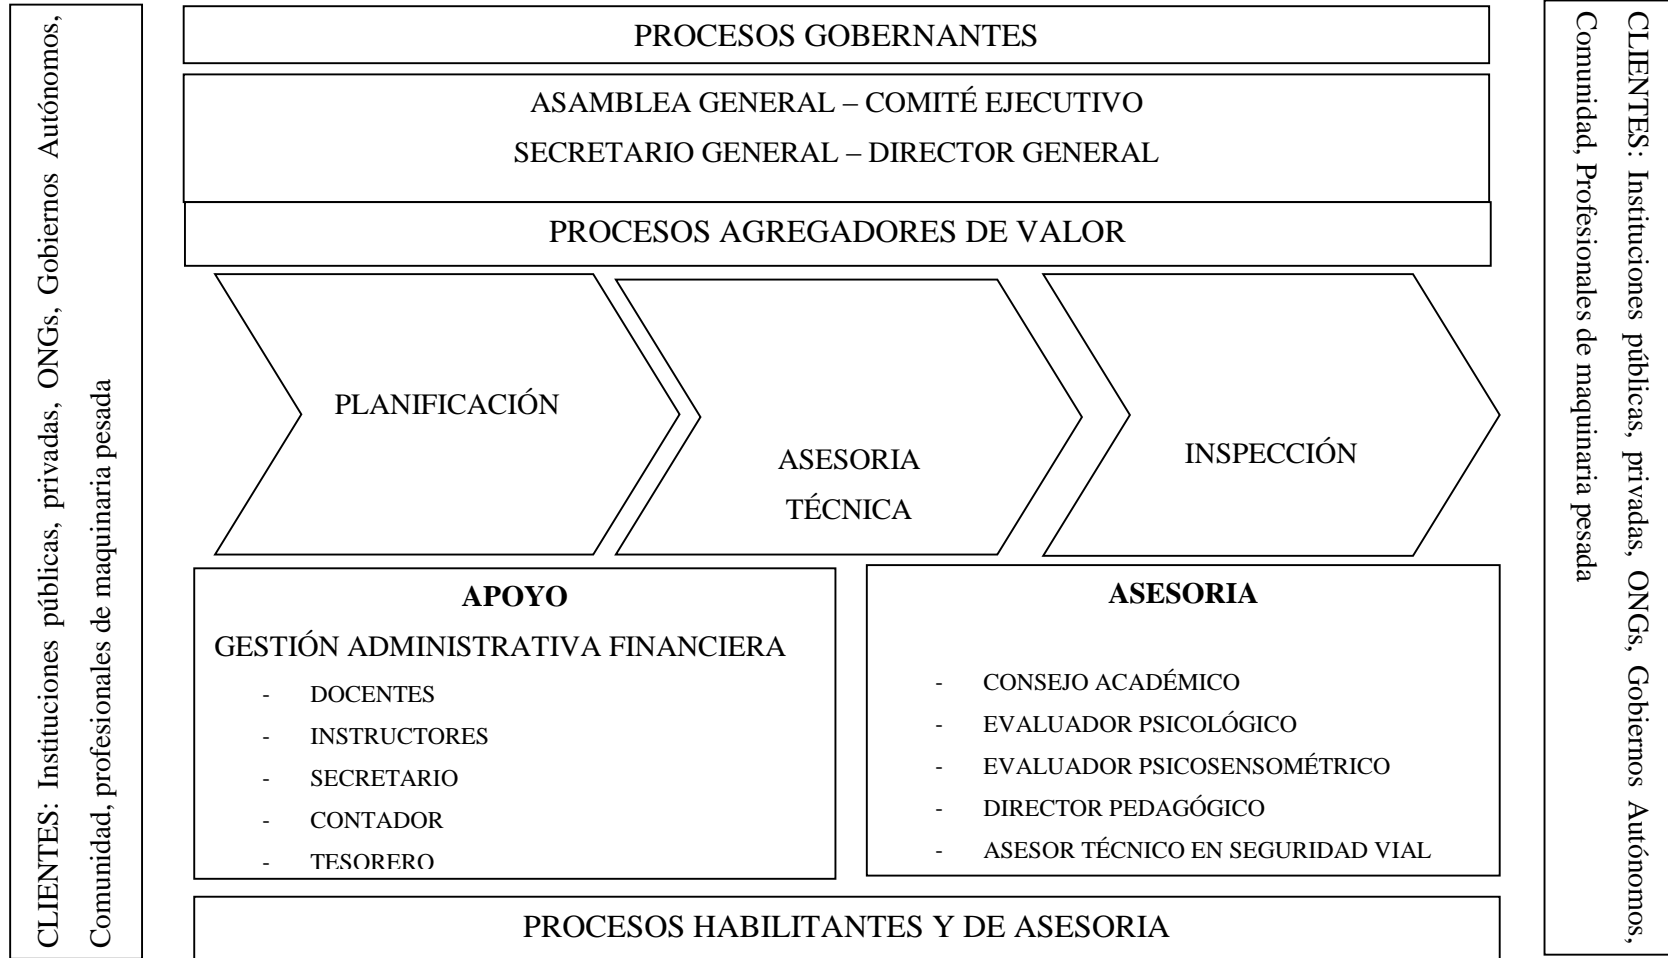 CLIENTES: Instituciones públicas, privadas, ONGs, Gobiernos Autónomos,
Comunidad, profesionales de maquinaria pesada
PROCESOS GOBERNANTES
ASAMBLEA GENERAL – COMITÉ EJECUTIVO
SECRETARIO GENERAL – DIRECTOR GENERAL
PROCESOS AGREGADORES DE VALOR
PLANIFICACIÓN
ASESORIA
TÉCNICA
INSPECCIÓN
APOYO
GESTIÓN ADMINISTRATIVA FINANCIERA
- DOCENTES
- INSTRUCTORES
- SECRETARIO
- CONTADOR
- TESORERO
ASESORIA
- CONSEJO ACADÉMICO
- EVALUADOR PSICOLÓGICO
- EVALUADOR PSICOSENSOMÉTRICO
- DIRECTOR PEDAGÓGICO
- ASESOR TÉCNICO EN SEGURIDAD VIAL
PROCESOS HABILITANTES Y DE ASESORIA
CLIENTES: Instituciones públicas, privadas, ONGs, Gobiernos Autónomos,
Comunidad, Profesionales de maquinaria pesada